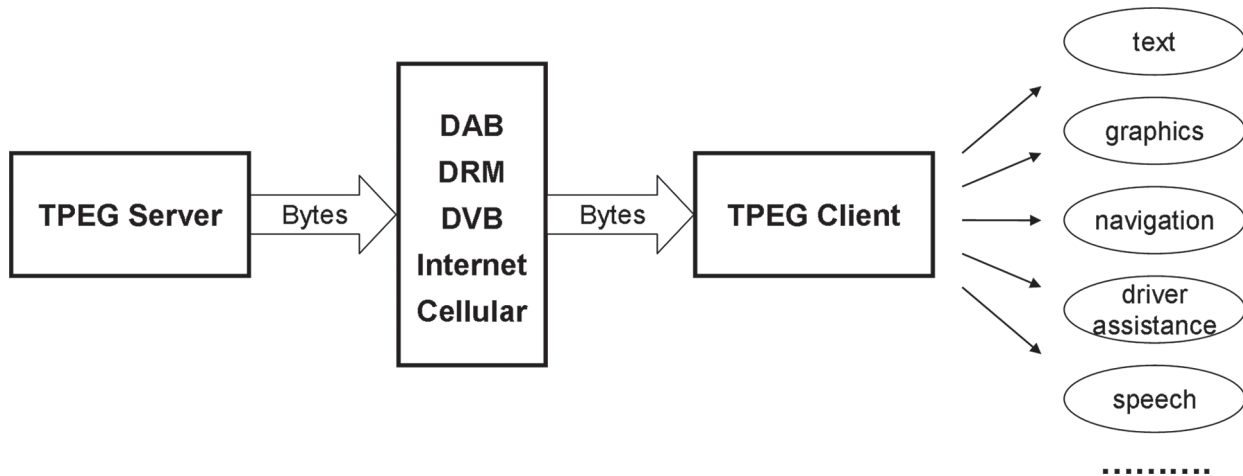 TPEG Server
Bytes
DAB
DRM
DVB
Internet
Cellular
Bytes
TPEG Client
text
graphics
navigation
driver
assistance
speech
..........